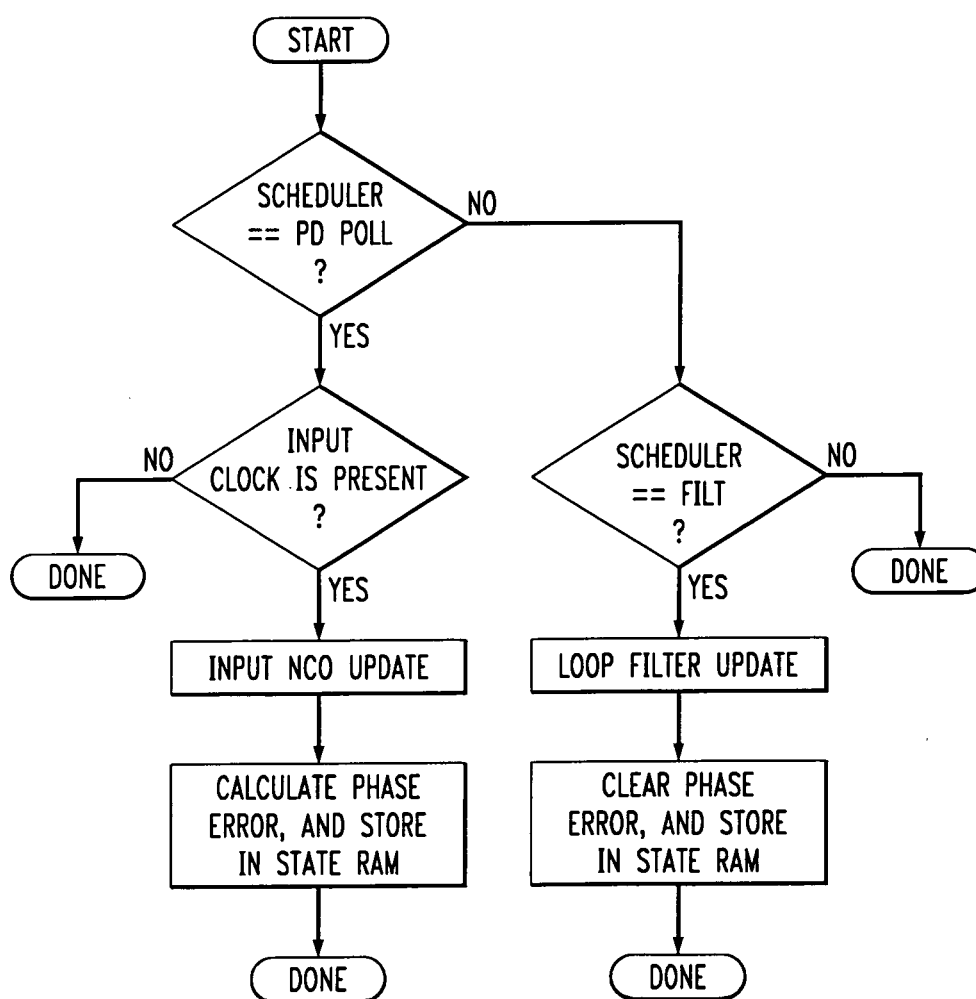 START
SCHEDULER
== PD POLL
?
NO
YES
INPUT
CLOCK IS PRESENT
?
NO
DONE
YES
SCHEDULER
== FILT
?
NO
DONE
YES
INPUT NCO UPDATE
LOOP FILTER UPDATE
CALCULATE PHASE
ERROR, AND STORE
IN STATE RAM
CLEAR PHASE
ERROR, AND STORE
IN STATE RAM
DONE
DONE